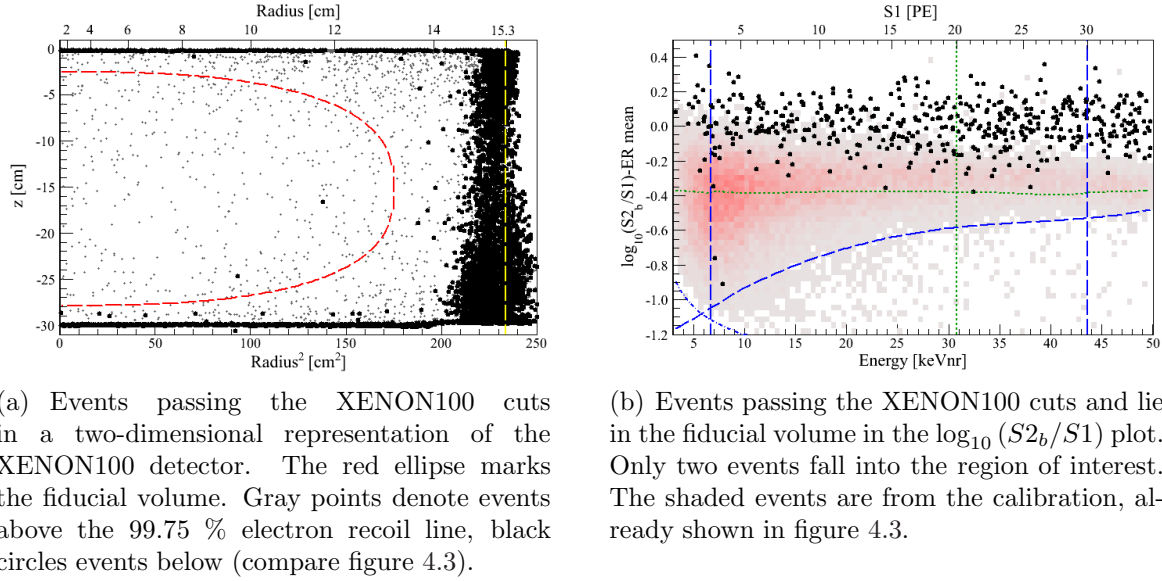 Radius [cm]
2 4 6 8 10 12 14 15.3
0
-5
-10
-15
-20
-25
-30
z [cm]
0 50 100 150 200 250
Radius² [cm²]
S1 [PE]
5 10 15 20 25 30
0.4
0.2
0.0
-0.2
-0.4
-0.6
-0.8
-1.0
-1.2
log₁₀(S2_b/S1)-ER mean
5 10 15 20 25 30 35 40 45 50
Energy [keVnr]
(a) Events passing the XENON100 cuts
in a two-dimensional representation of the
XENON100 detector. The red ellipse marks
the fiducial volume. Gray points denote events
above the 99.75 % electron recoil line, black
circles events below (compare figure 4.3).
(b) Events passing the XENON100 cuts and lie
in the fiducial volume in the log₁₀ (S2_b/S1) plot.
Only two events fall into the region of interest.
The shaded events are from the calibration, al-
ready shown in figure 4.3.